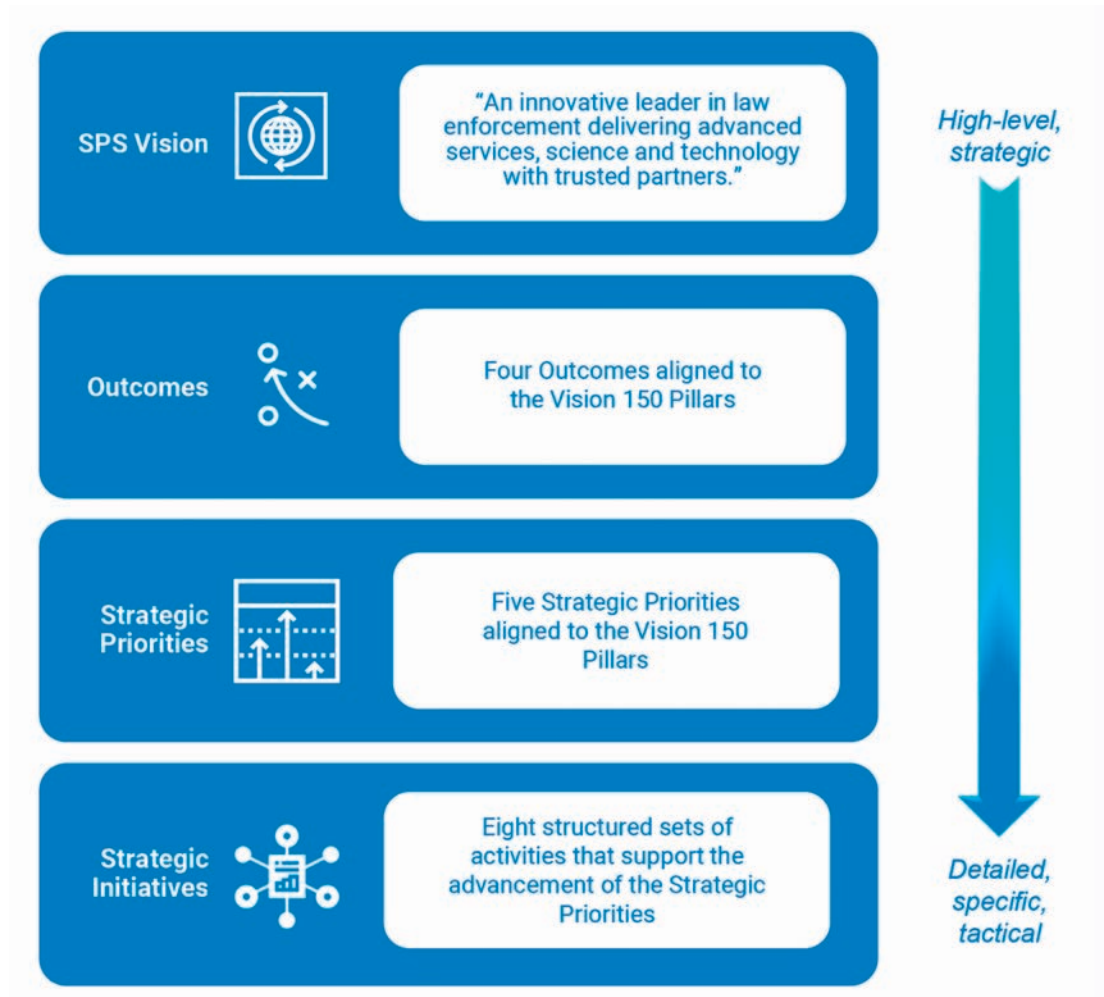 SPS Vision
“An innovative leader in law
enforcement delivering advanced
services, science and technology
with trusted partners.”
High-level,
strategic
Outcomes
Four Outcomes aligned to
the Vision 150 Pillars
Strategic
Priorities
Five Strategic Priorities
aligned to the Vision 150
Pillars
Strategic
Initiatives
Eight structured sets of
activities that support the
advancement of the Strategic
Priorities
Detailed,
specific,
tactical